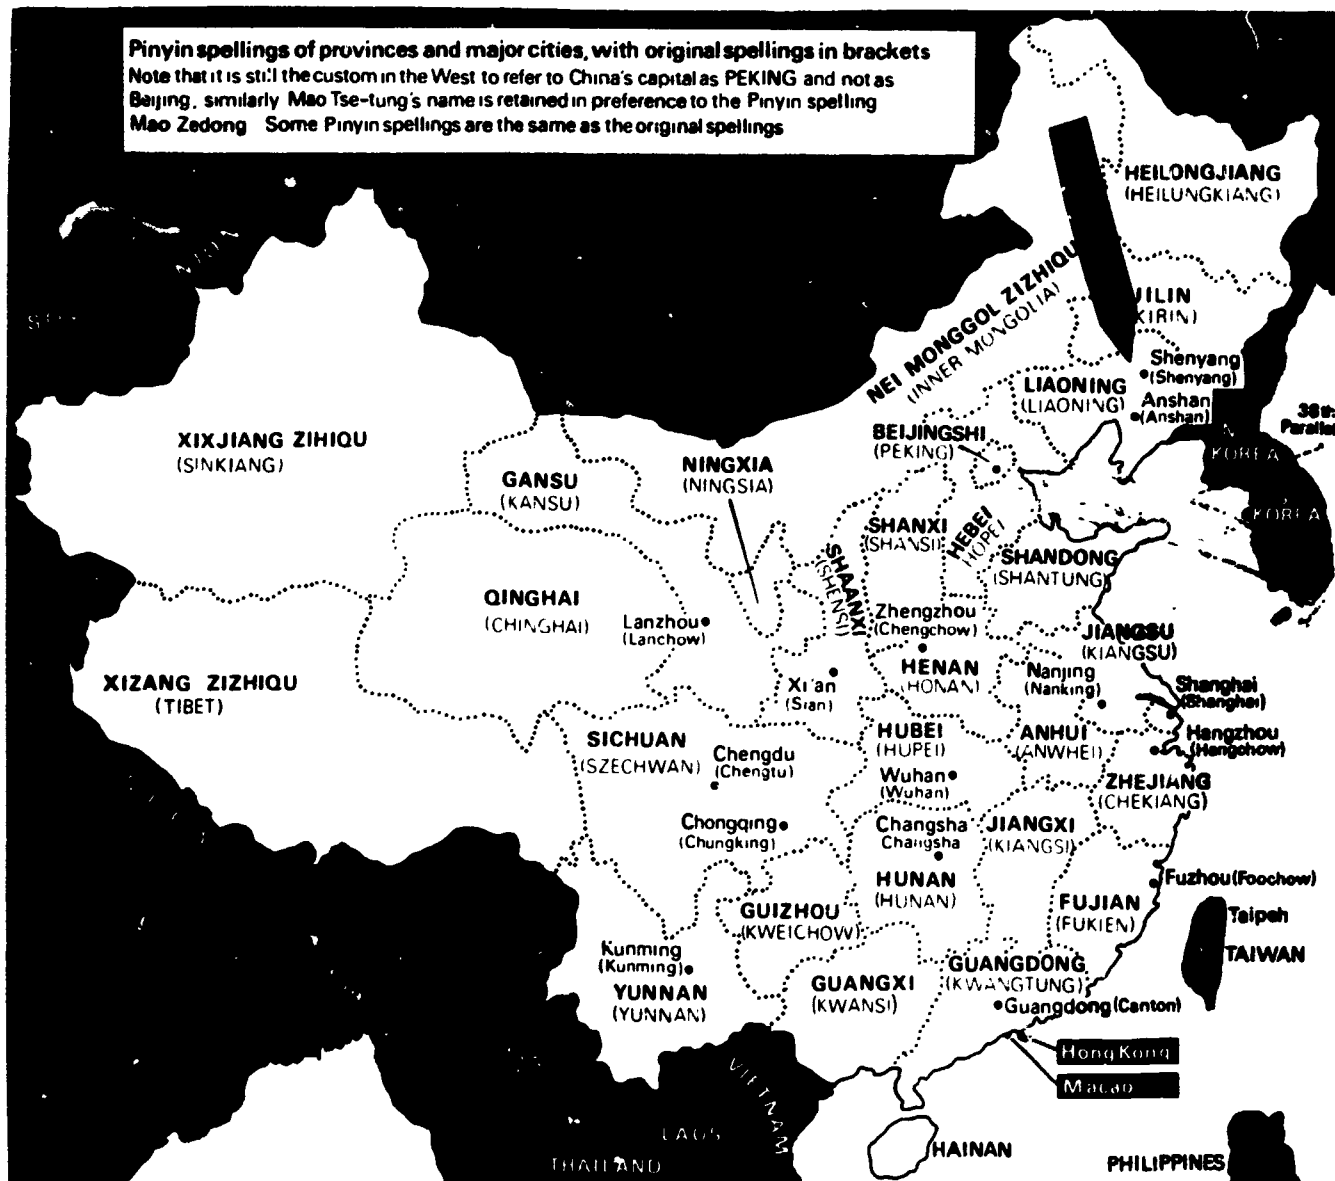 Pinyin spellings of provinces and major cities, with original spellings in brackets
Note that it is still the custom in the West to refer to China's capital as PEKING and not as
Beijing, similarly Mao Tse-tung's name is retained in preference to the Pinyin spelling
Mao Zedong Some Pinyin spellings are the same as the original spellings
HEILONGJIANG
(HEILUNGKIANG)
NEI MONGGOL ZIZHIQU
(INNER MONGOLIA)
JILIN
(KIRIN)
Shenyang
(Shenyang)
LIAONING
(LIAONING)
Anshan
(Anshan)
38th
Parallel
BEIJINGSHI
(PEKING)
KOREA
KOREA
XIXJIANG ZIHIQU
(SINKIANG)
GANSU
(KANSU)
NINGXIA
(NINGSIA)
SHANXI
(SHANSI)
HEBEI
HOPEI
SHAANXI
(SHENSI)
SHANDONG
(SHANTUNG)
QINGHAI
(CHINGHAI)
Lanzhou
(Lanchow)
Zhengzhou
(Chengchow)
JIANGSU
(KIANGSU)
XIZANG ZIZHIQU
(TIBET)
Xi'an
(Sian)
HENAN
(HONAN)
Nanjing
(Nanking)
Shanghai
(Shanghai)
SICHUAN
(SZECHWAN)
Chengdu
(Chengtu)
HUBEI
(HUPEI)
ANHUI
(ANWHEI)
Hangzhou
(Hangchow)
Wuhan
(Wuhan)
ZHEJIANG
(CHEKIANG)
Chongqing
(Chungking)
Changsha
Changsha
JIANGXI
(KIANGSI)
HUNAN
(HUNAN)
Fuzhou (Foochow)
GUIZHOU
(KWEICHOW)
FUJIAN
(FUKIEN)
Taipeh
TAIWAN
Kunming
(Kunming)
YUNNAN
(YUNNAN)
GUANGXI
(KWANSI)
GUANGDONG
(KWANGTUNG)
Guangdong (Canton)
Hong Kong
Macao
VIETNAM
LAOS
THAILAND
HAINAN
PHILIPPINES